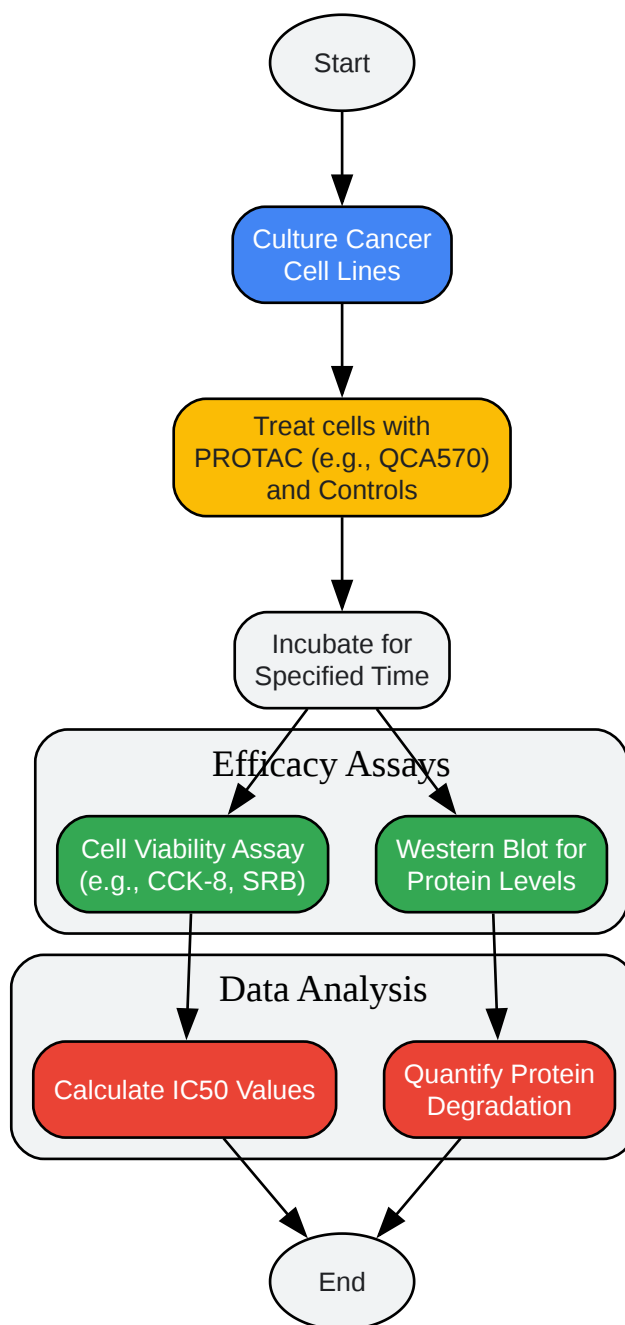 Start
Culture Cancer
Cell Lines
Treat cells with
PROTAC (e.g., QCA570)
and Controls
Incubate for
Specified Time
Efficacy Assays
Cell Viability Assay
(e.g., CCK-8, SRB)
Western Blot for
Protein Levels
Data Analysis
Calculate IC50 Values
Quantify Protein
Degradation
End